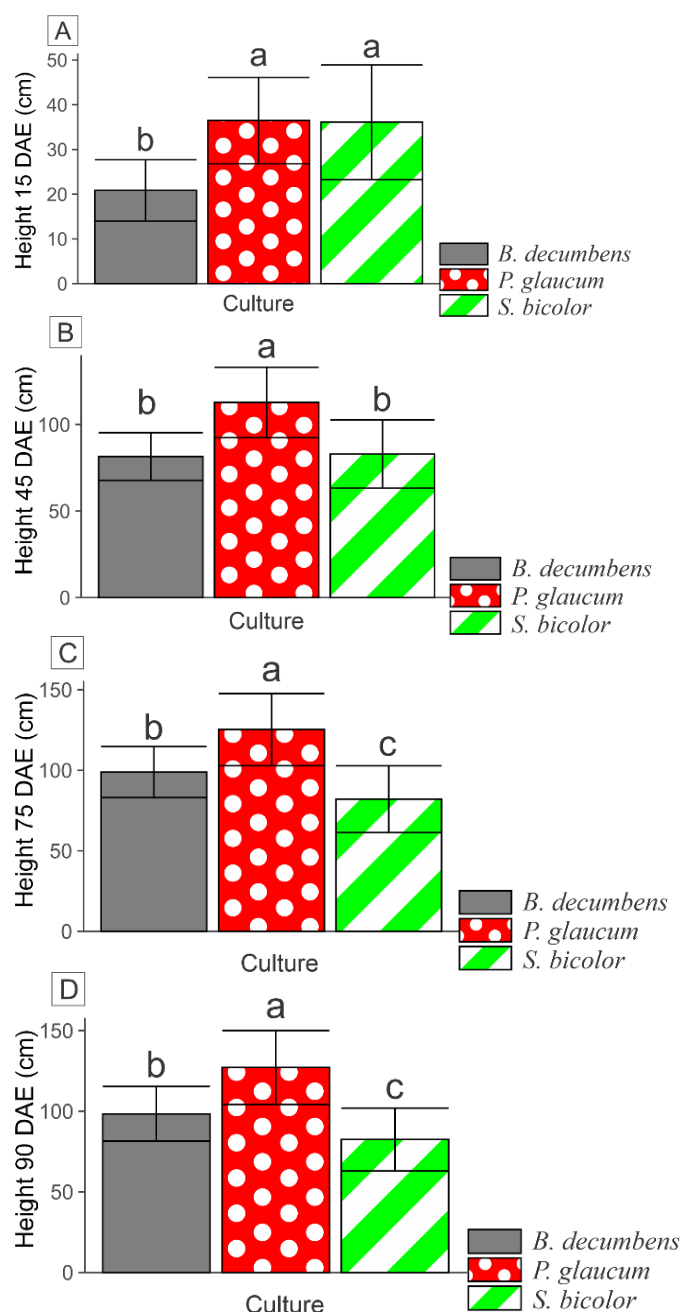 A
Height 15 DAE (cm)
50
40
30
20
10
0
b
a
a
Culture
B. decumbens
P. glaucum
S. bicolor
B
Height 45 DAE (cm)
100
50
0
b
a
b
Culture
B. decumbens
P. glaucum
S. bicolor
C
Height 75 DAE (cm)
150
100
50
0
b
a
c
Culture
B. decumbens
P. glaucum
S. bicolor
D
Height 90 DAE (cm)
150
100
50
0
b
a
c
Culture
B. decumbens
P. glaucum
S. bicolor